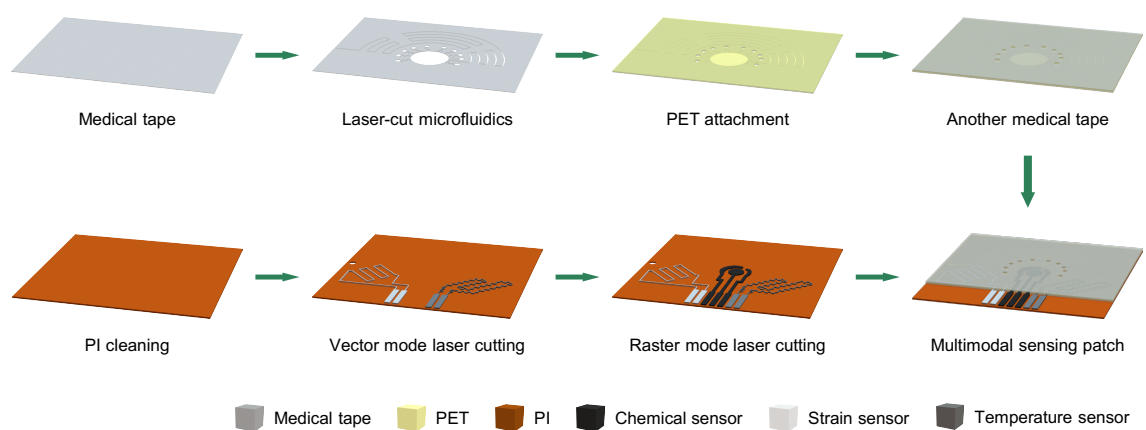 Medical tape
Laser-cut microfluidics
PET attachment
Another medical tape
PI cleaning
Vector mode laser cutting
Raster mode laser cutting
Multimodal sensing patch
Medical tape
PET
PI
Chemical sensor
Strain sensor
Temperature sensor